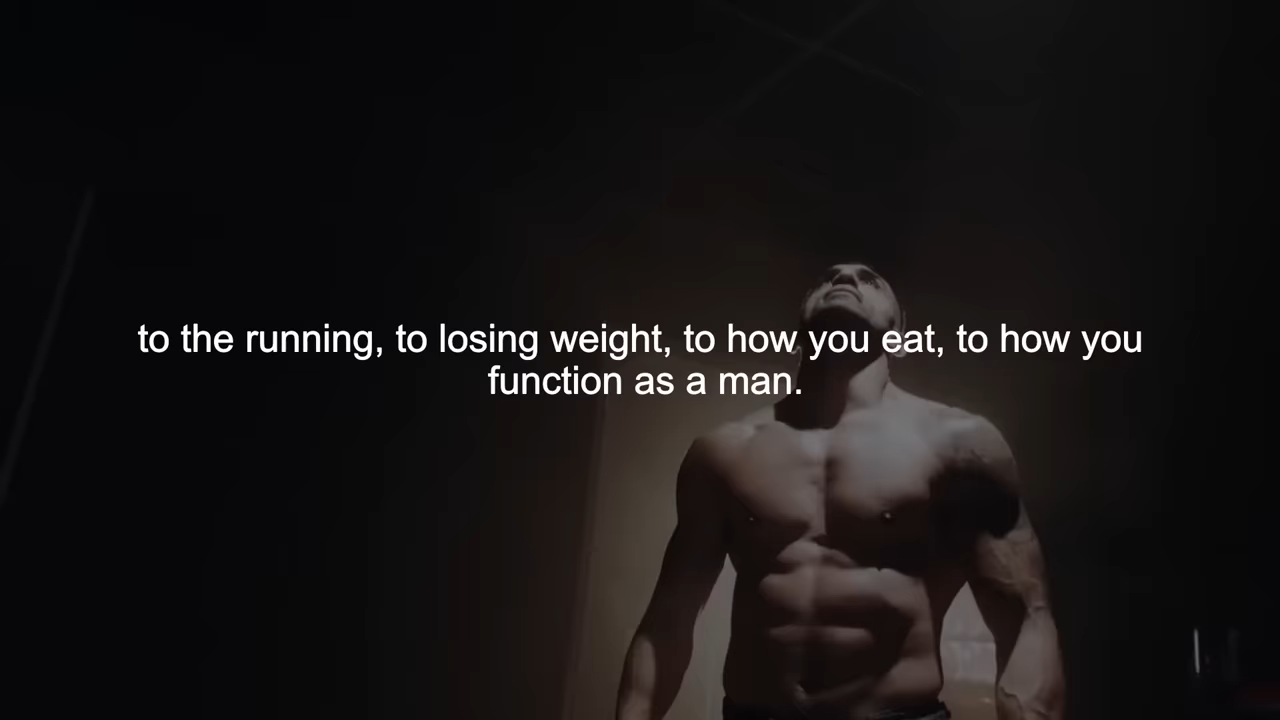 to the running, to losing weight, to how you eat, to how you
function as a man.